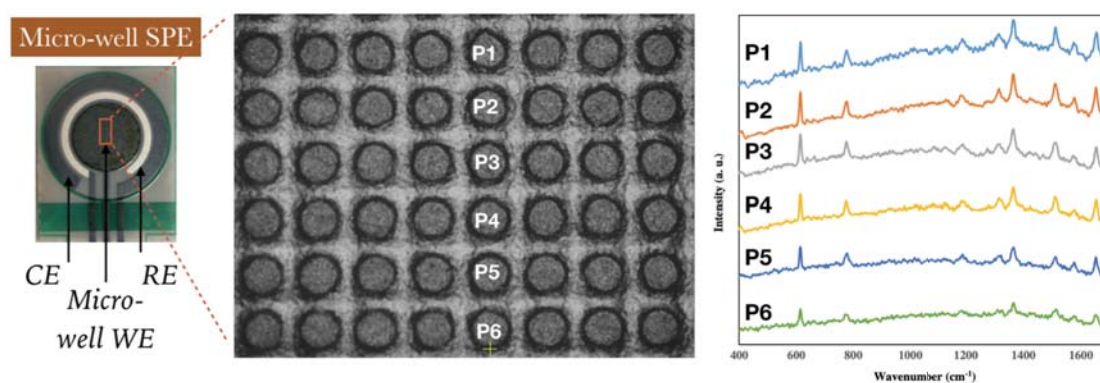 Micro-well SPE
CE
RE
Micro-
well WE
P1
P2
P3
P4
P5
P6
P1
P2
P3
P4
P5
P6
Intensity (a. u.)
400 600 800 1000 1200 1400 1600
Wavenumber (cm⁻¹)